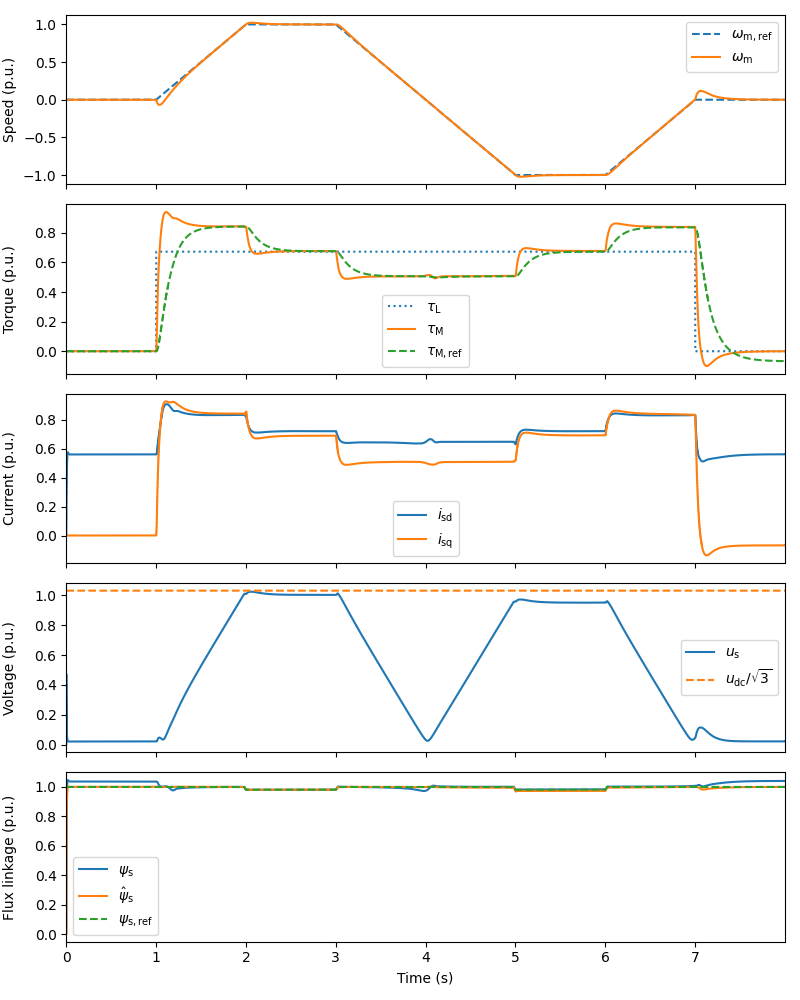 Speed (p.u.)
1.0
0.5
0.0
−0.5
−1.0
ω_m,ref
ω_m
Torque (p.u.)
0.8
0.6
0.4
0.2
0.0
τ_L
τ_M
τ_M,ref
Current (p.u.)
0.8
0.6
0.4
0.2
0.0
i_sd
i_sq
Voltage (p.u.)
1.0
0.8
0.6
0.4
0.2
0.0
u_s
u_dc/√3
Flux linkage (p.u.)
1.0
0.8
0.6
0.4
0.2
0.0
ψ_s
ψ̂_s
ψ_s,ref
0 1 2 3 4 5 6 7
Time (s)